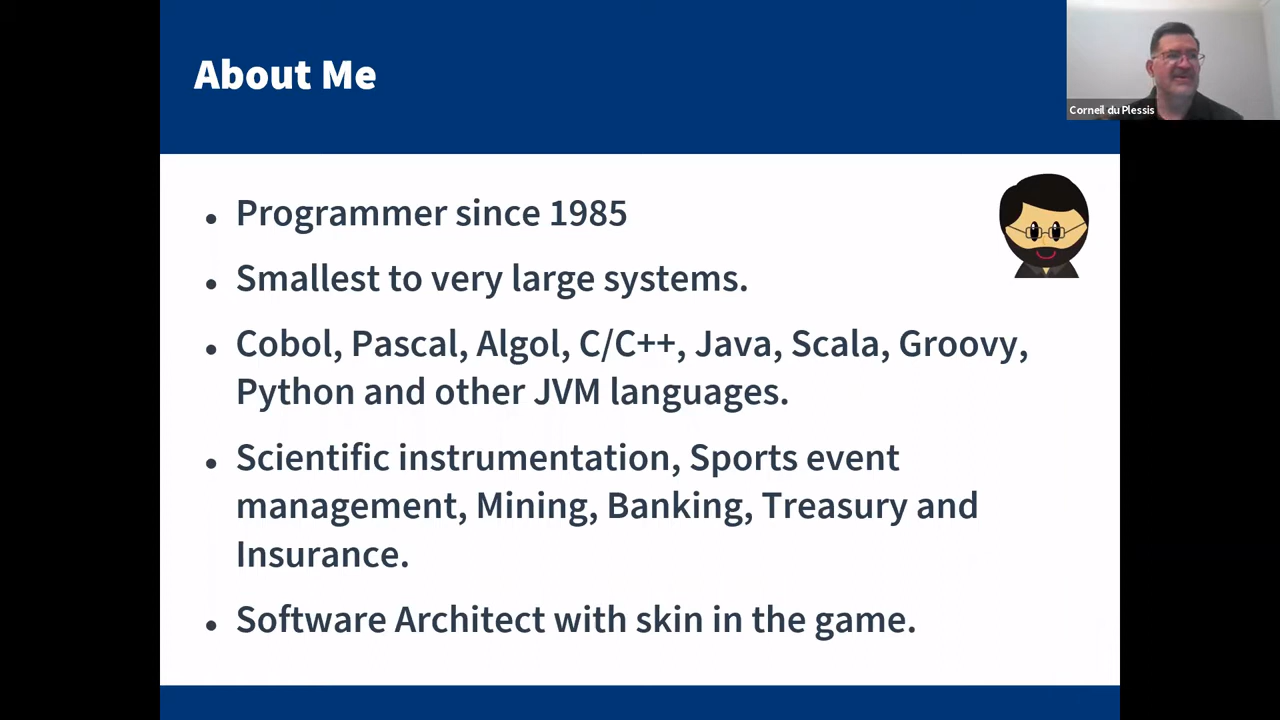 About Me
Corneil du Plessis
Programmer since 1985
Smallest to very large systems.
Cobol, Pascal, Algol, C/C++, Java, Scala, Groovy,
Python and other JVM languages.
Scientific instrumentation, Sports event
management, Mining, Banking, Treasury and
Insurance.
Software Architect with skin in the game.